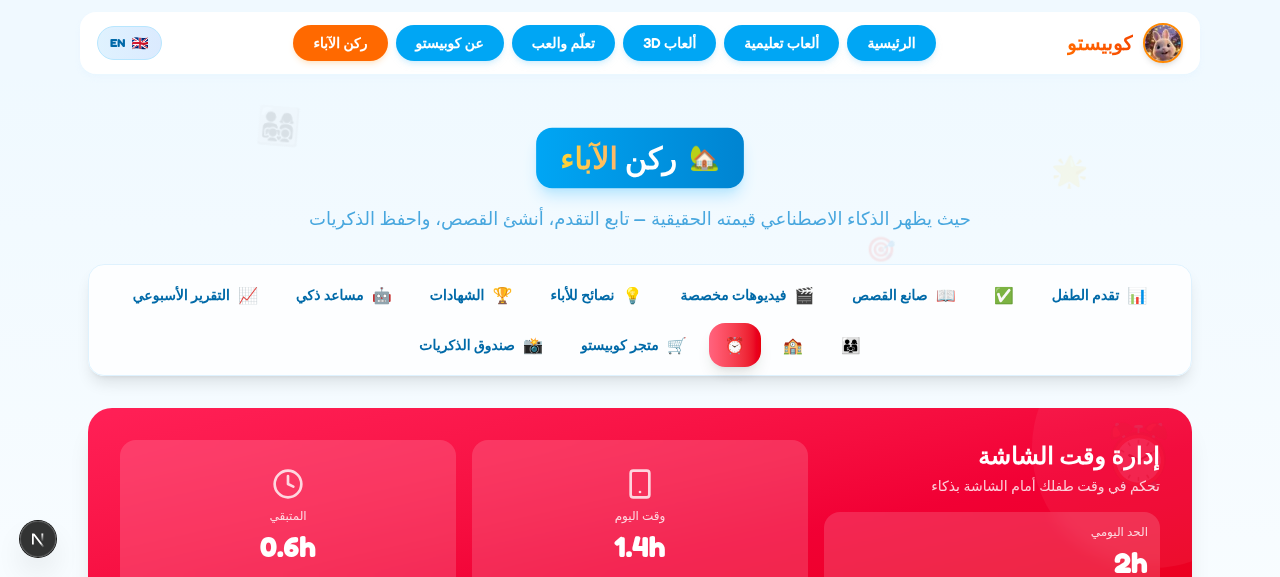 كوبيستو
الرئيسية
ألعاب تعليمية
ألعاب 3D
تعلّم والعب
عن كوبيستو
ركن الآباء
EN
ركن الآباء
حيث يظهر الذكاء الاصطناعي قيمته الحقيقية – تابع التقدم، أنشئ القصص، واحفظ الذكريات
تقدم الطفل
صانع القصص
فيديوهات مخصصة
نصائح للأباء
الشهادات
مساعد ذكي
التقرير الأسبوعي
متجر كوبيستو
صندوق الذكريات
إدارة وقت الشاشة
تحكم في وقت طفلك أمام الشاشة بذكاء
الحد اليومي
2h
وقت اليوم
1.4h
المتبقي
0.6h
N